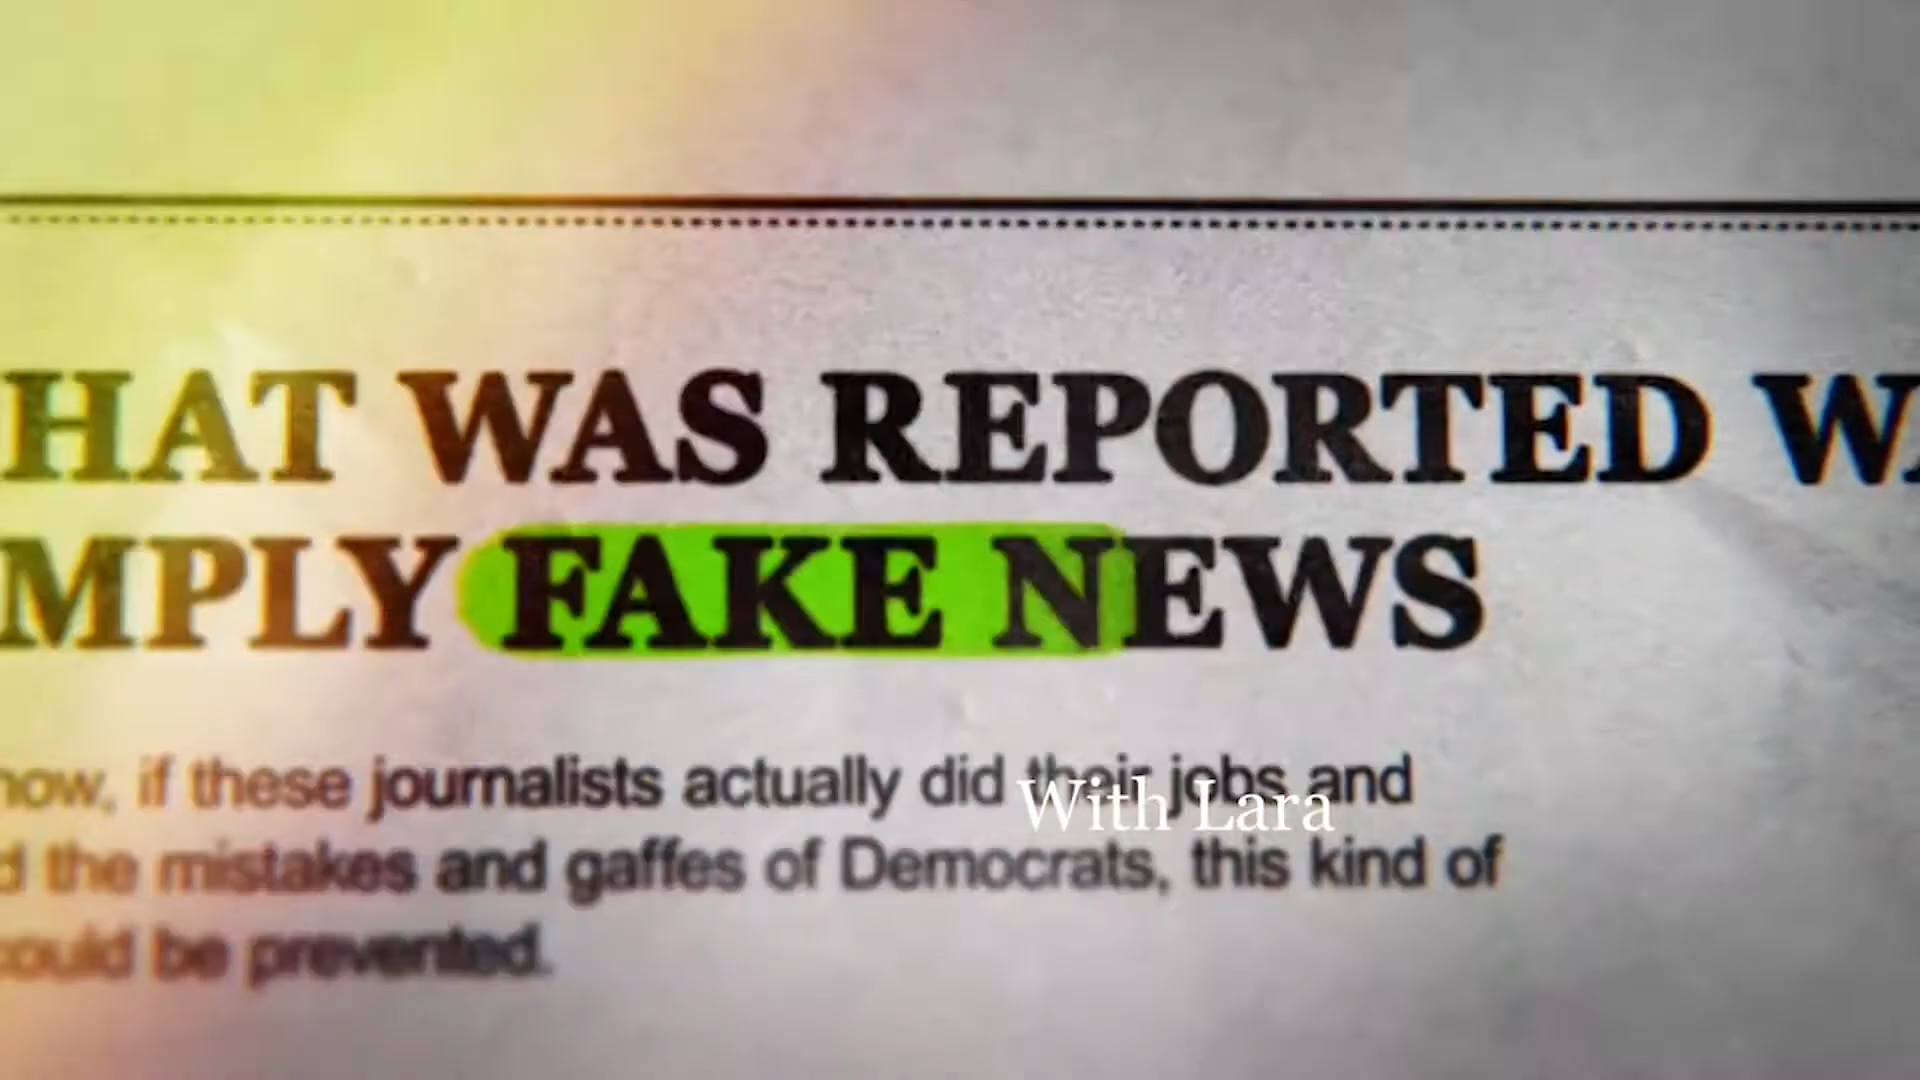 HAT WAS REPORTED WA
MPLY FAKE NEWS
now, if these journalists actually did their jobs and
d the mistakes and gaffes of Democrats, this kind of
could be prevented.
With Lara